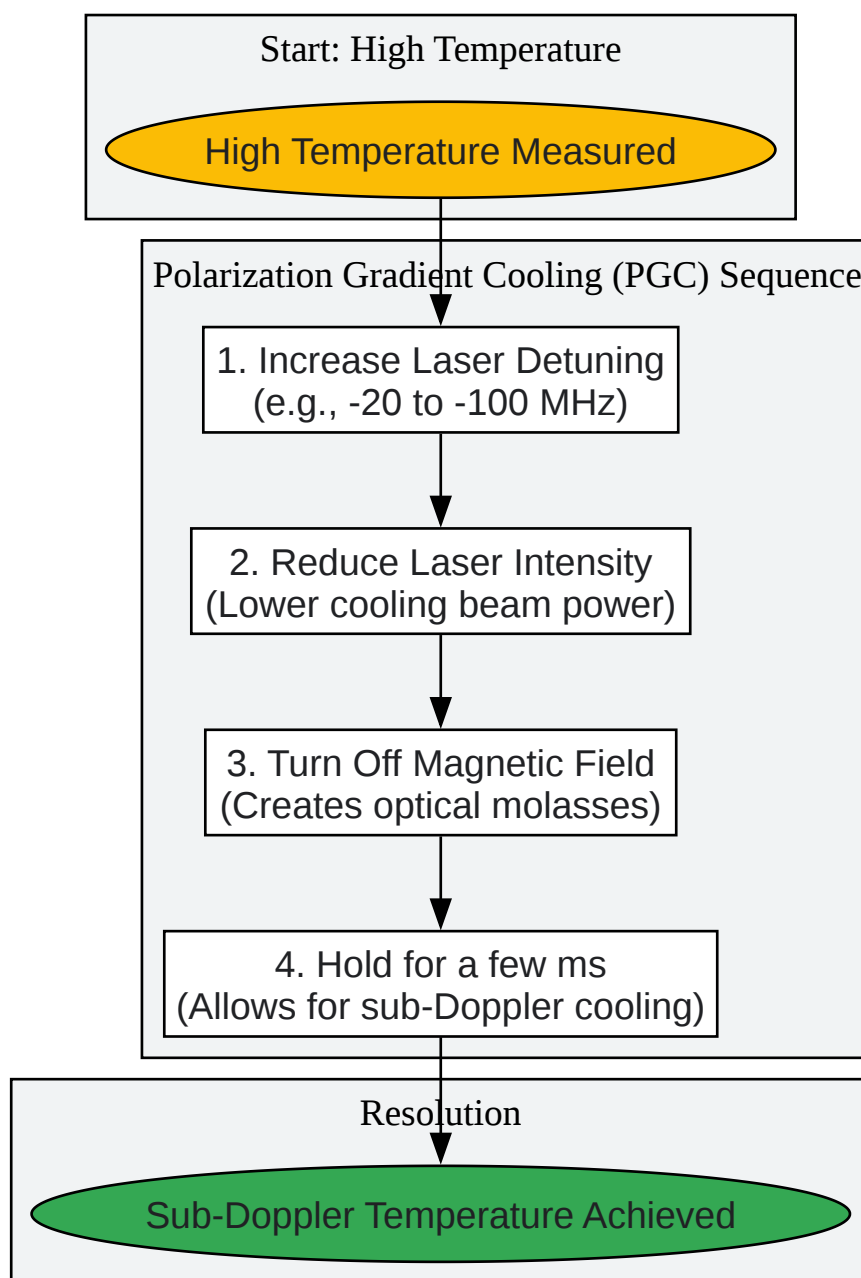 Start: High Temperature
High Temperature Measured
Polarization Gradient Cooling (PGC) Sequence
1. Increase Laser Detuning
(e.g., -20 to -100 MHz)
2. Reduce Laser Intensity
(Lower cooling beam power)
3. Turn Off Magnetic Field
(Creates optical molasses)
4. Hold for a few ms
(Allows for sub-Doppler cooling)
Resolution
Sub-Doppler Temperature Achieved